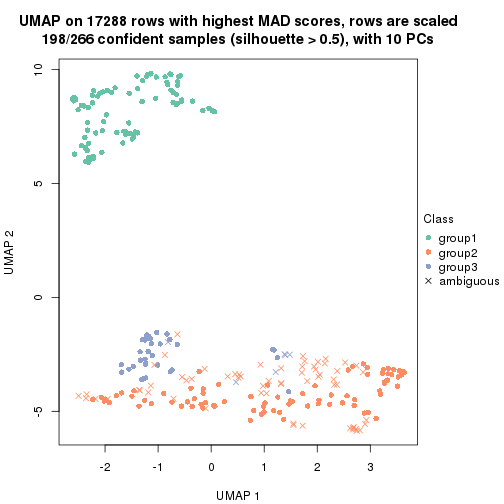 UMAP on 17288 rows with highest MAD scores, rows are scaled
198/266 confident samples (silhouette > 0.5), with 10 PCs
10
5
0
-5
UMAP 2
-2
-1
0
1
2
3
UMAP 1
Class
group1
group2
group3
ambiguous